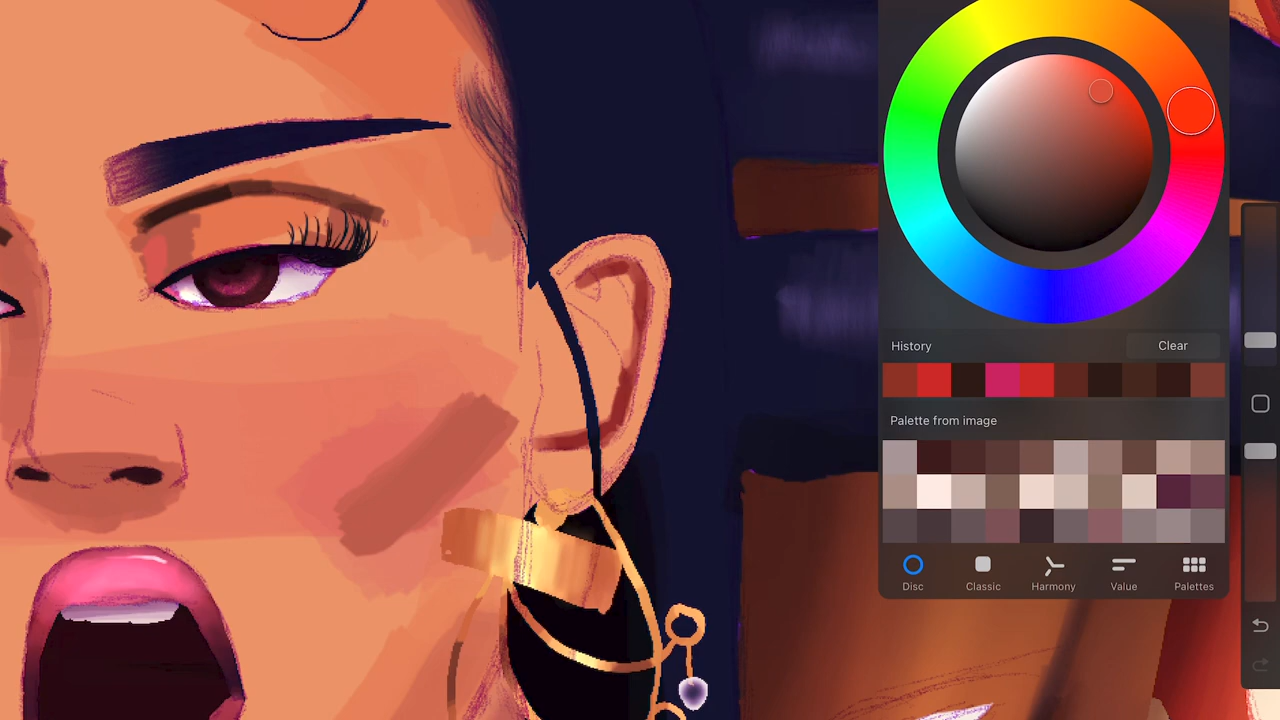 History
Clear
Palette from image
Disc
Classic
Harmony
Value
Palettes